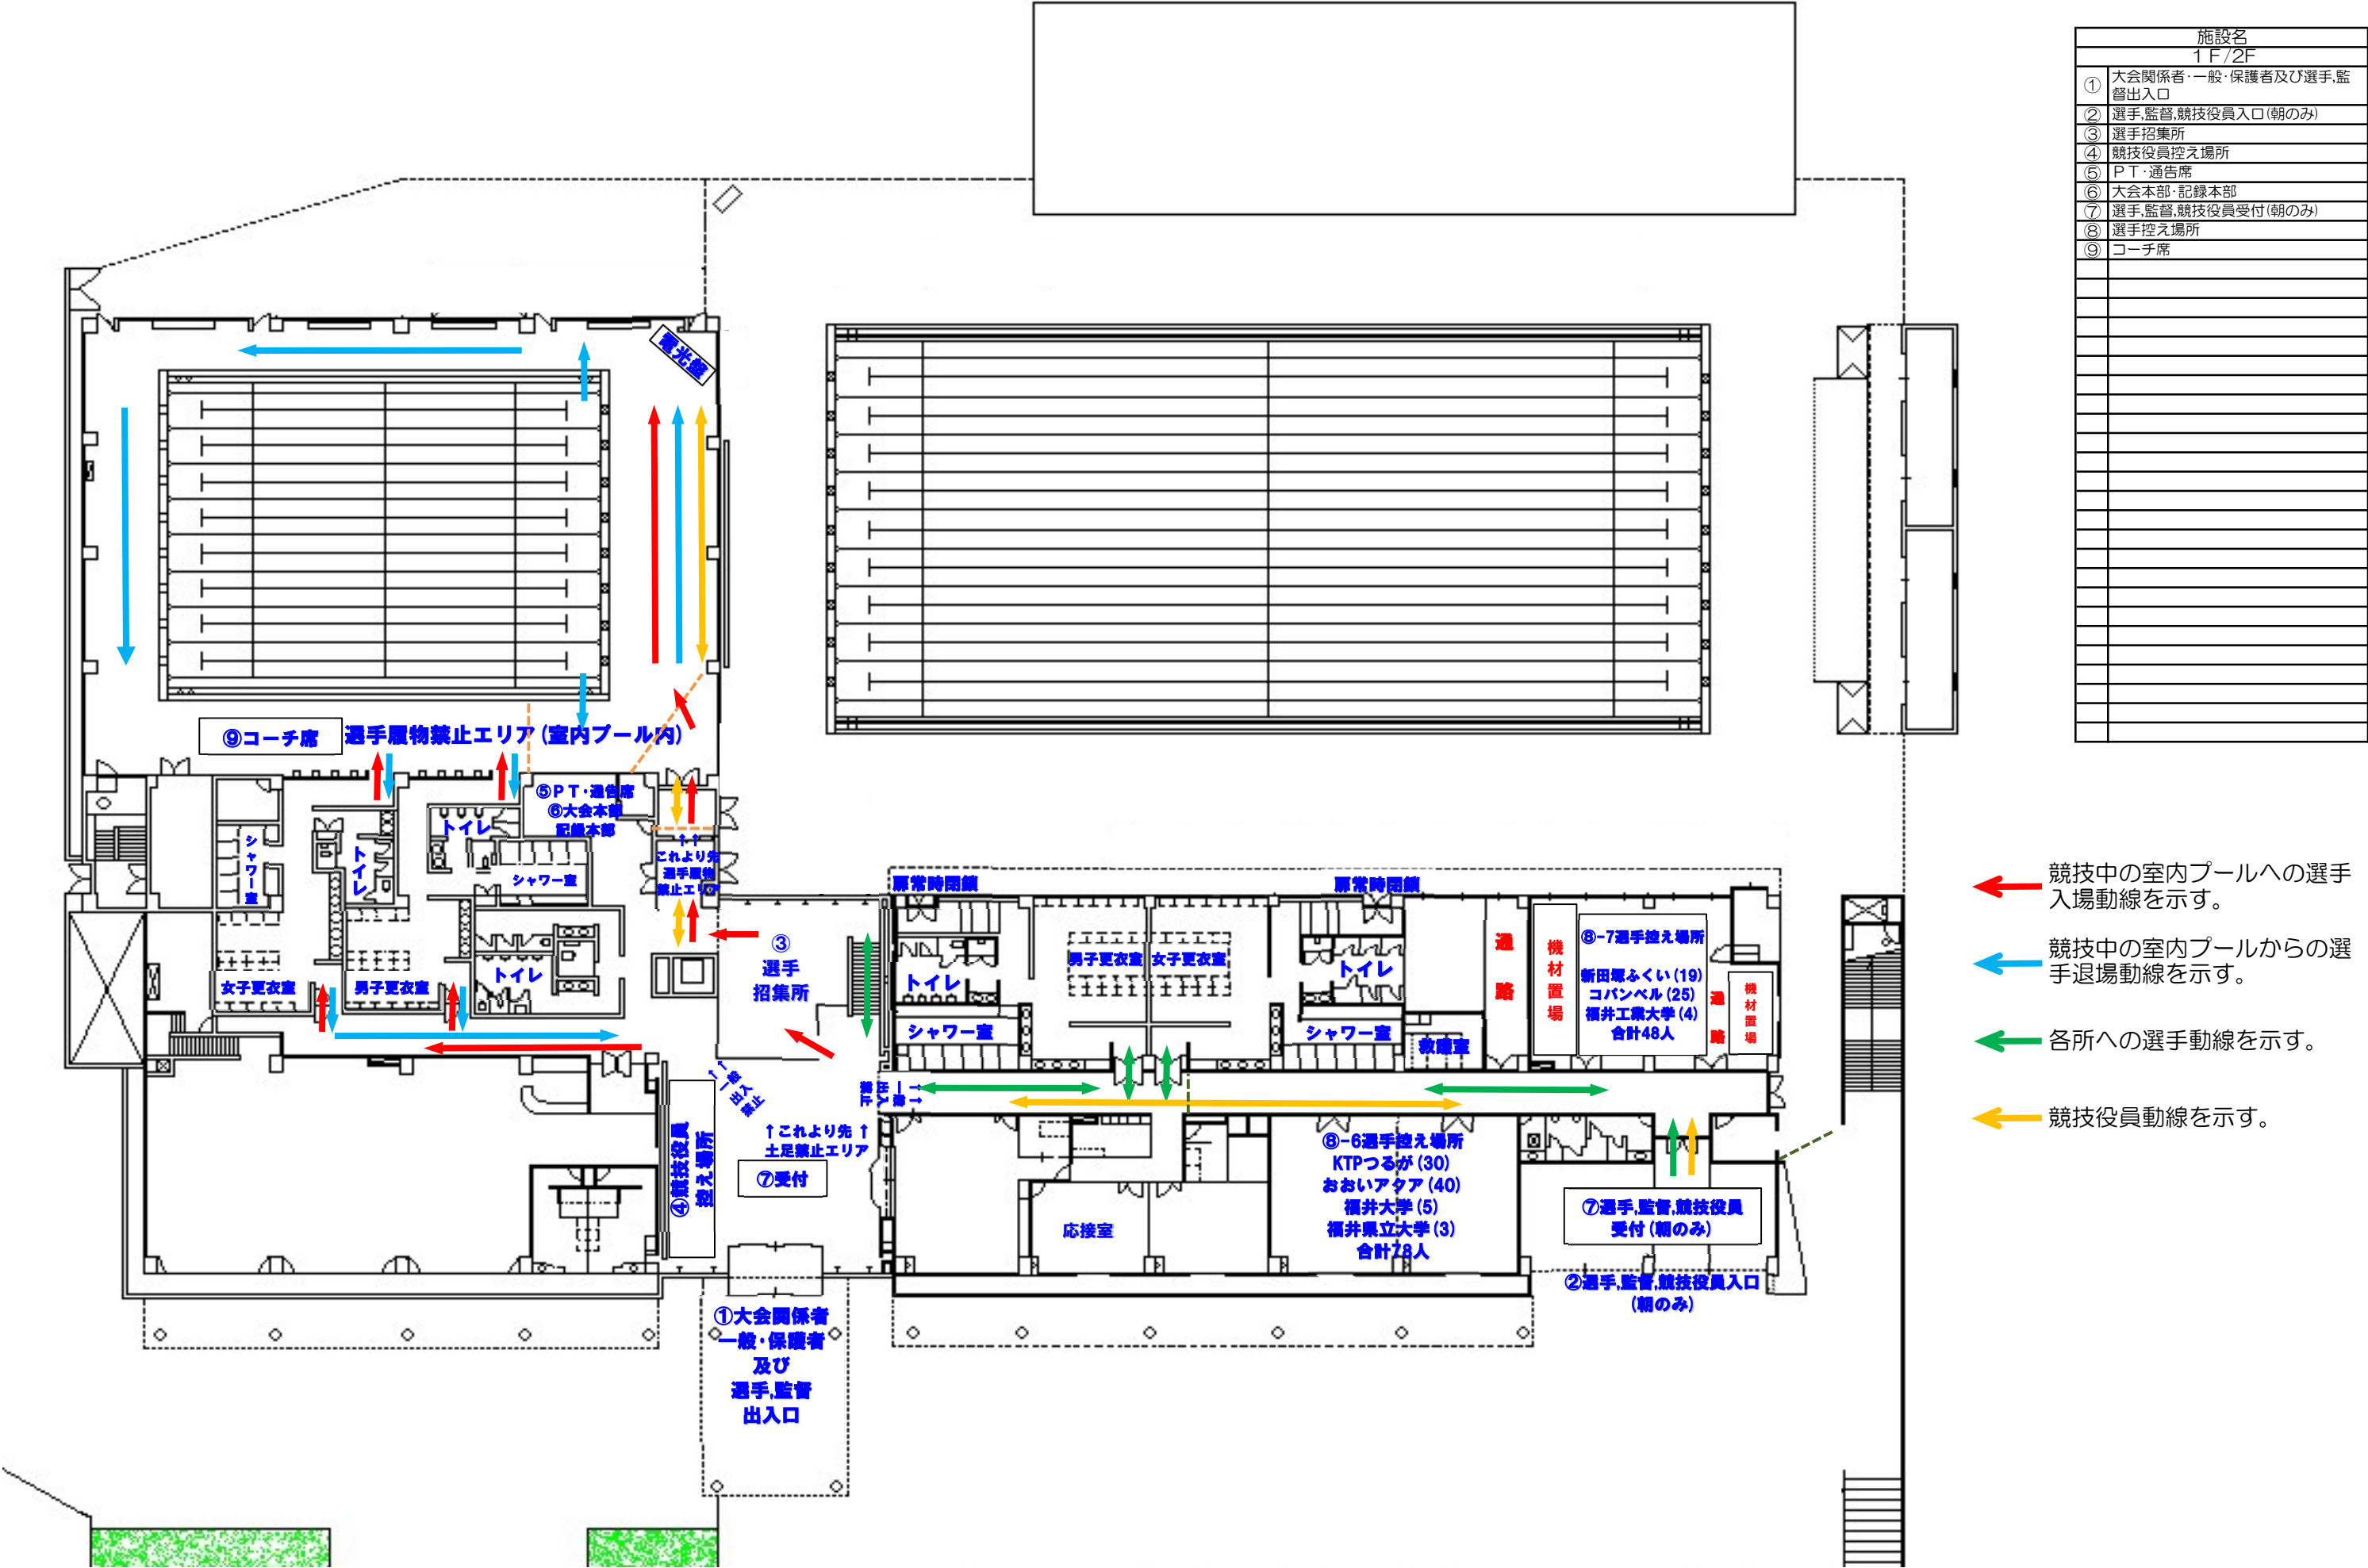 施設名
1F/2F
① 大会関係者・一般・保護者及び選手,監
督出入口
② 選手,監督,競技役員入口(朝のみ)
③ 選手招集所
④ 競技役員控え場所
⑤ PT・通告席
⑥ 大会本部・記録本部
⑦ 選手,監督,競技役員受付(朝のみ)
⑧ 選手控え場所
⑨ コーチ席
電光盤
⑨コーチ席
選手履物禁止エリア(室内プール内)
⑤PT・通告席
⑥大会本部
記録本部
トイレ
シャワー室
トイレ
シャワー室
↑ ↑
これより先
選手履物
禁止エリア
女子更衣室
男子更衣室
トイレ
③
選手
招集所
扉常時閉鎖
扉常時閉鎖
トイレ
男子更衣室
女子更衣室
トイレ
シャワー室
シャワー室
救護室
通路
機材置場
⑧-7選手控え場所
新田塚ふくい(19)
コパンベル(25)
福井工業大学(4)
合計48人
通路
機材置場
↑↑
一般
出入
禁止
↑これより先↑
土足禁止エリア
⑦受付
④競技役員
控え場所
応接室
⑧-6選手控え場所
KTPつるが(30)
おおいアクア(40)
福井大学(5)
福井県立大学(3)
合計78人
⑦選手,監督,競技役員
受付(朝のみ)
②選手,監督,競技役員入口
(朝のみ)
①大会関係者
一般・保護者
及び
選手,監督
出入口
競技中の室内プールへの選手
入場動線を示す。
競技中の室内プールからの選
手退場動線を示す。
各所への選手動線を示す。
競技役員動線を示す。